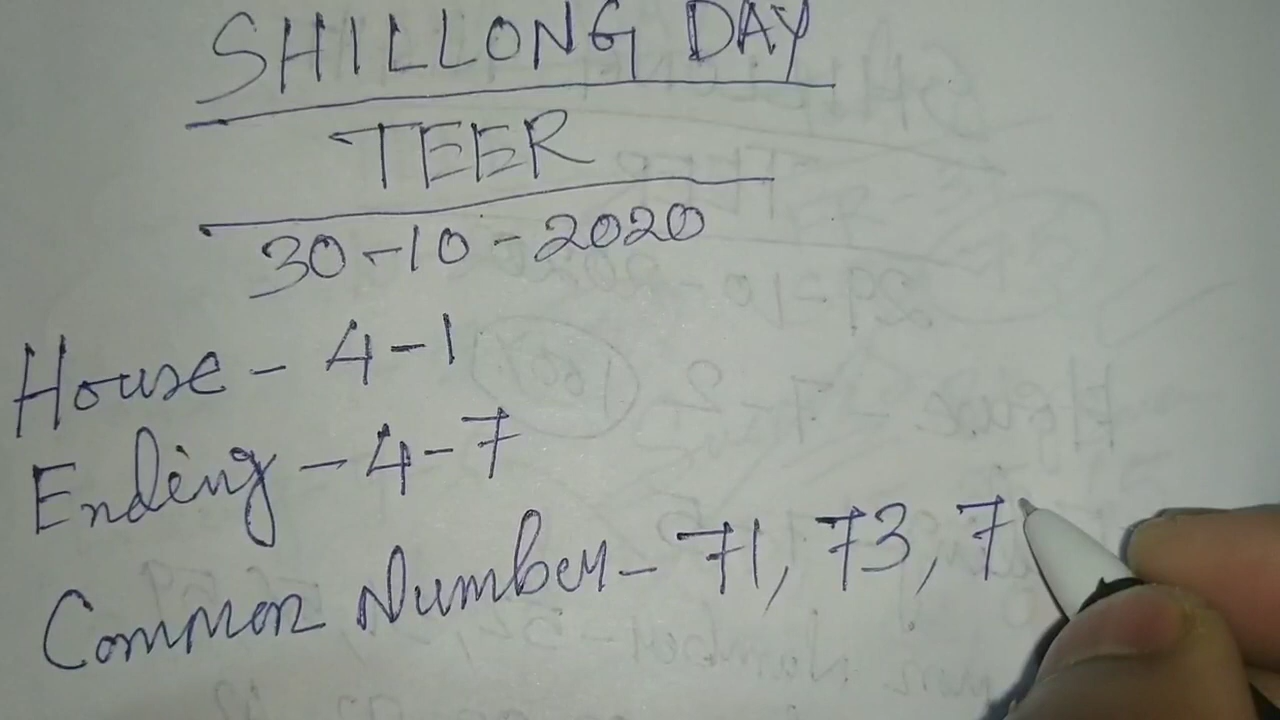 SHILLONG DAY
TEER
30-10-2020
House - 4-1
Ending - 4-7
Common Number - 71, 73, 7